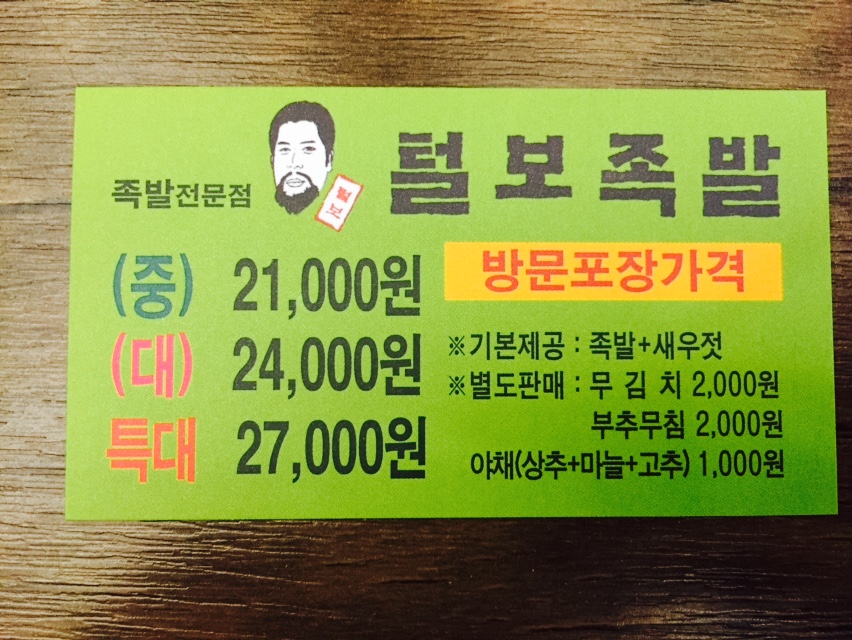 족발전문점
털보
털보족발
방문포장가격
(중) 21,000원
(대) 24,000원
특대 27,000원
※기본제공 : 족발+새우젓
※별도판매 : 무 김 치 2,000원
부추무침 2,000원
야채(상추+마늘+고추) 1,000원